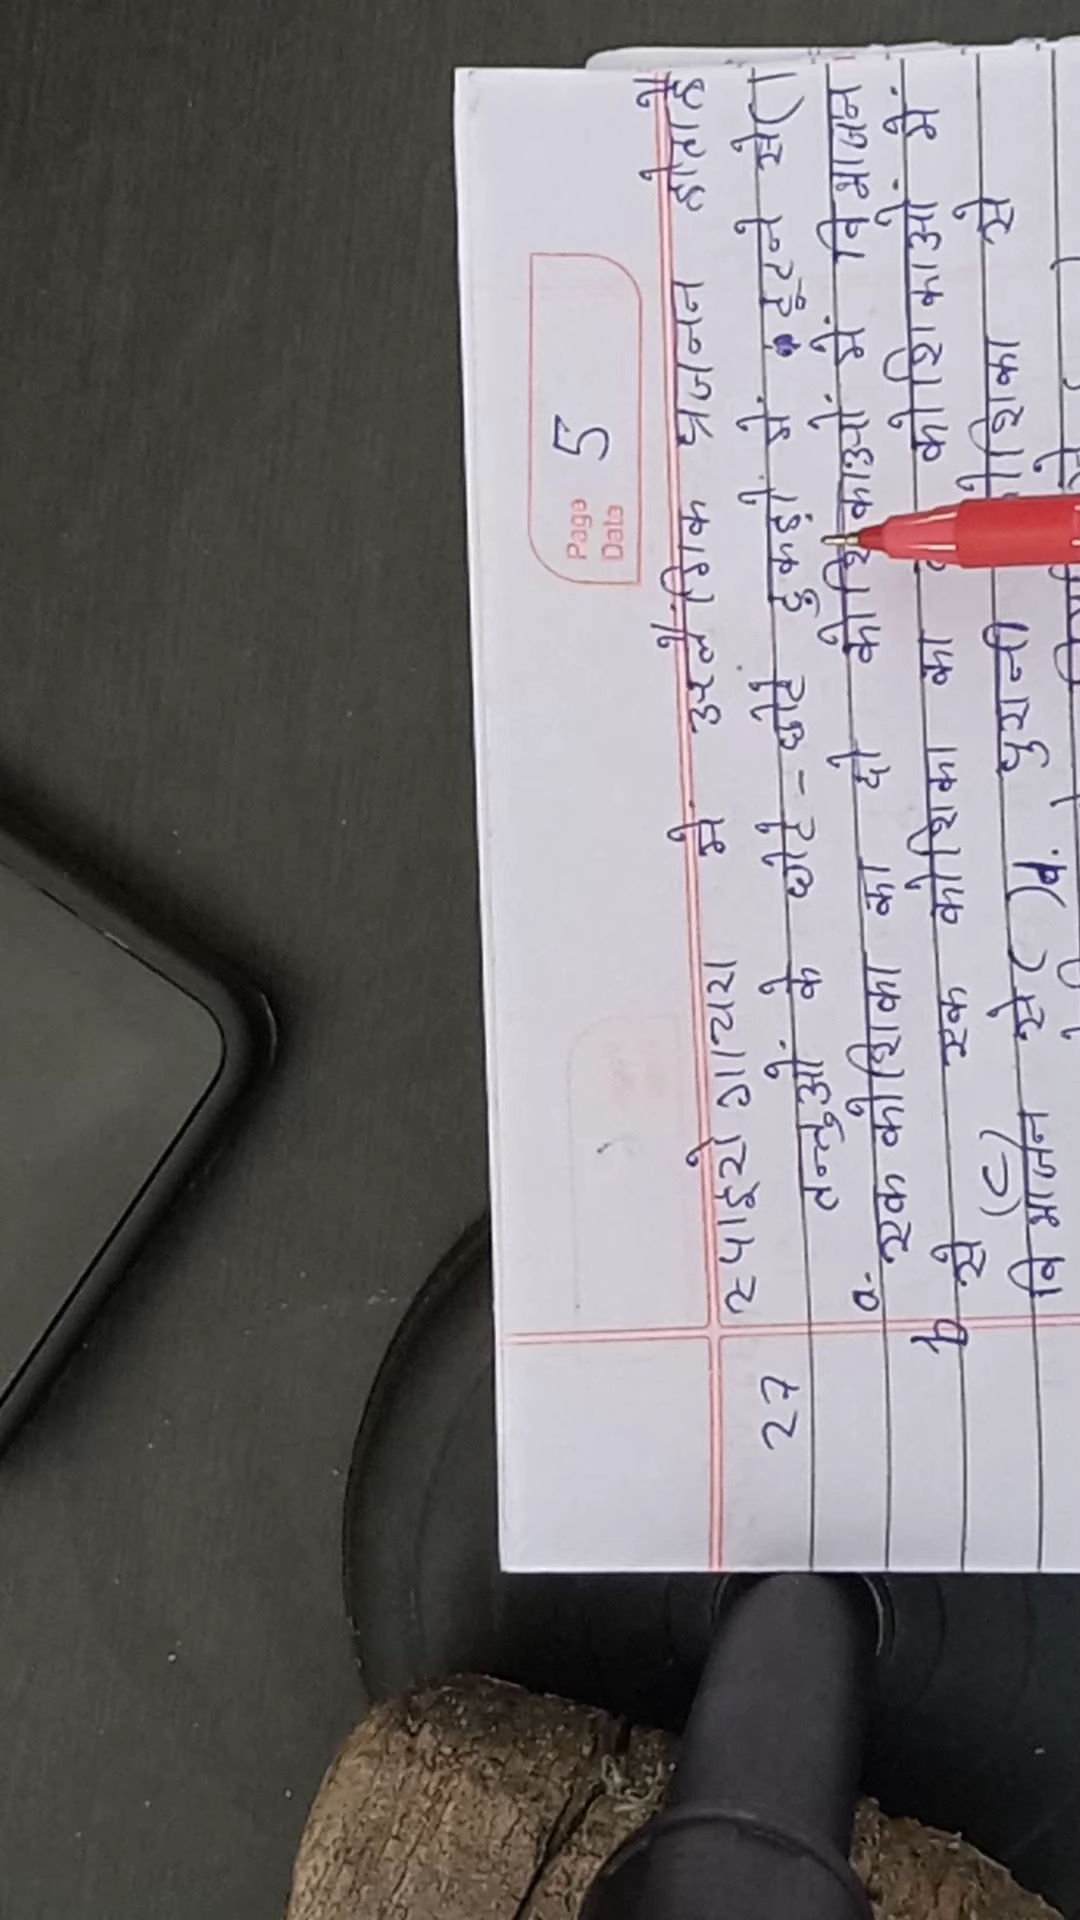 Page 5
Date
स्पाइरो गायरा में अलैंगिक प्रजनन होता है
27 तन्तुओं के छोटे-छोटे टुकड़ो में टूटने से (।
a. एक कोशिका का दो कोशिकाओं में विभाजन
b से एक कोशिका का कोशिकाओं में
से (c)
विभाजन से ( )d. पुरानी से